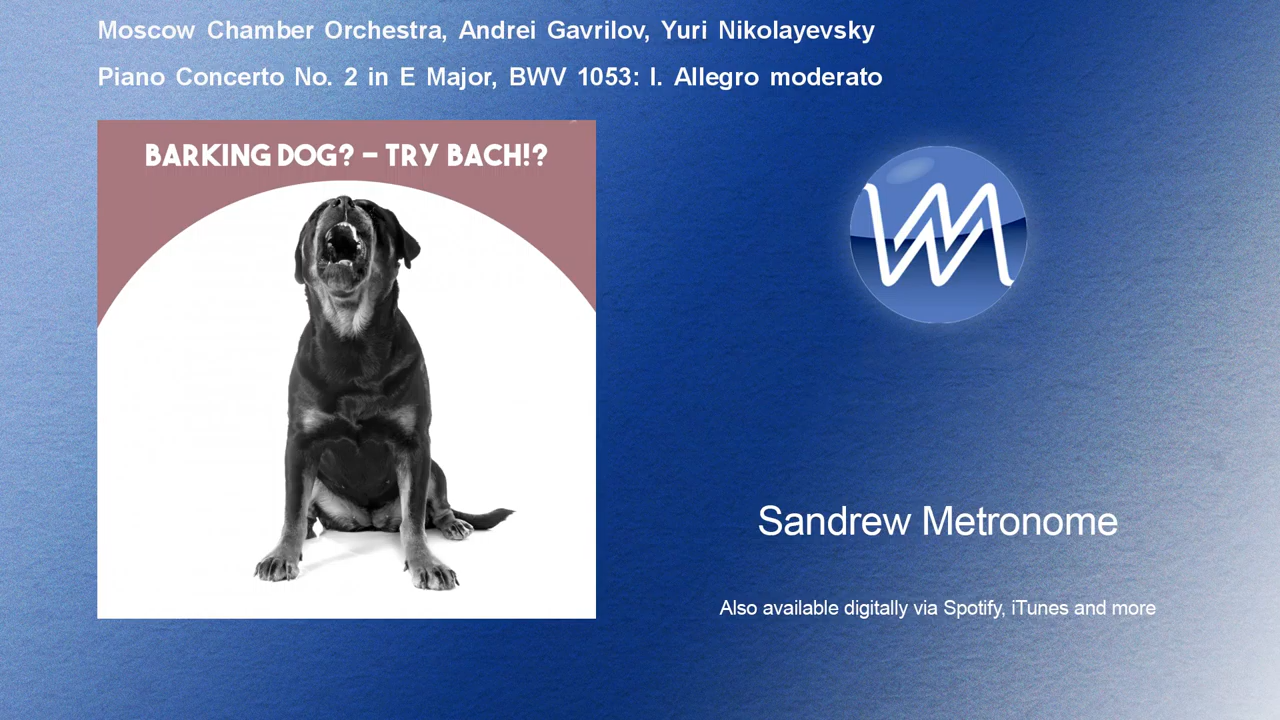 Moscow Chamber Orchestra, Andrei Gavrilov, Yuri Nikolayevsky
Piano Concerto No. 2 in E Major, BWV 1053: I. Allegro moderato
BARKING DOG? – TRY BACH!?
Sandrew Metronome
Also available digitally via Spotify, iTunes and more